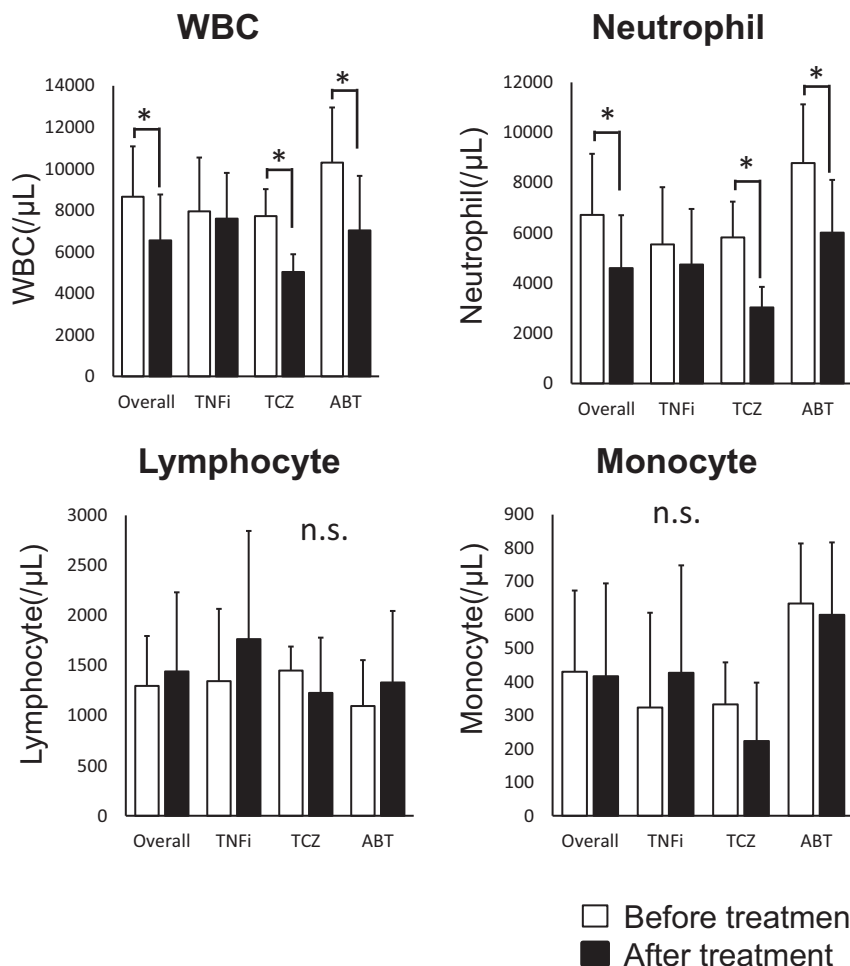 WBC
WBC(/µL)
14000
12000
10000
8000
6000
4000
2000
0
*
*
*
Overall TNFi TCZ ABT
Neutrophil
Neutrophil(/µL)
12000
10000
8000
6000
4000
2000
0
*
*
*
Overall TNFi TCZ ABT
Lymphocyte
Lymphocyte(/µL)
3000
2500
2000
1500
1000
500
0
n.s.
Overall TNFi TCZ ABT
Monocyte
Monocyte(/µL)
900
800
700
600
500
400
300
200
100
0
n.s.
Overall TNFi TCZ ABT
Before treatmen
After treatment